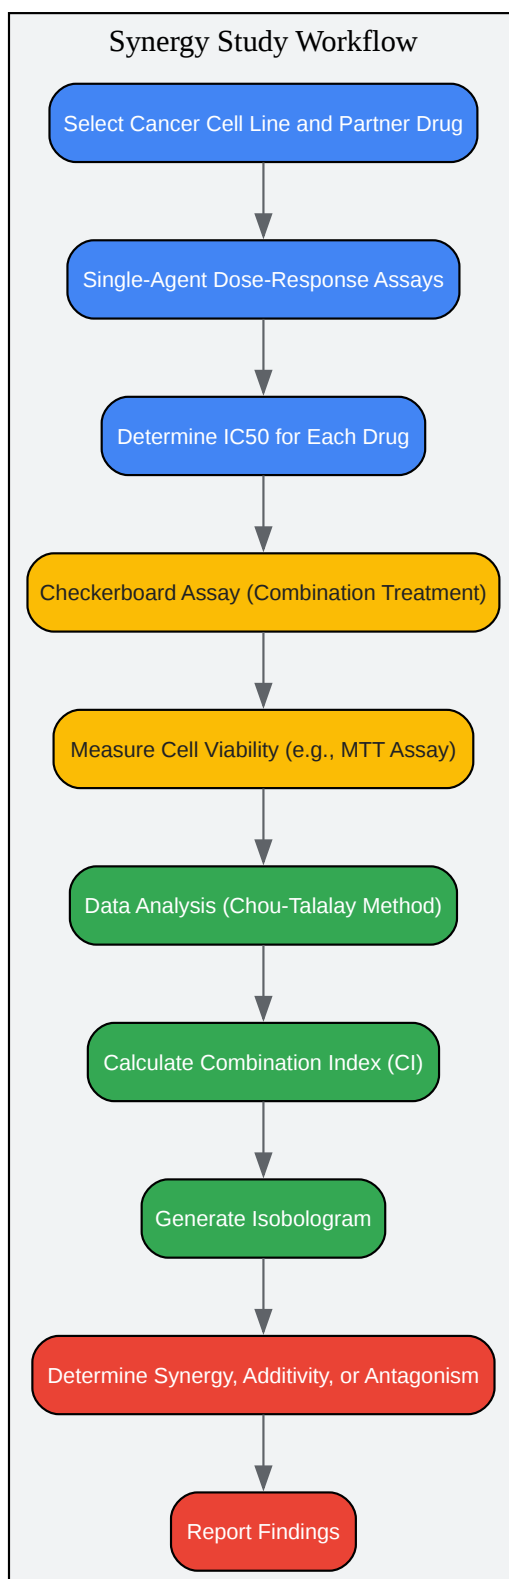 Synergy Study Workflow
Select Cancer Cell Line and Partner Drug
Single-Agent Dose-Response Assays
Determine IC50 for Each Drug
Checkerboard Assay (Combination Treatment)
Measure Cell Viability (e.g., MTT Assay)
Data Analysis (Chou-Talalay Method)
Calculate Combination Index (CI)
Generate Isobologram
Determine Synergy, Additivity, or Antagonism
Report Findings